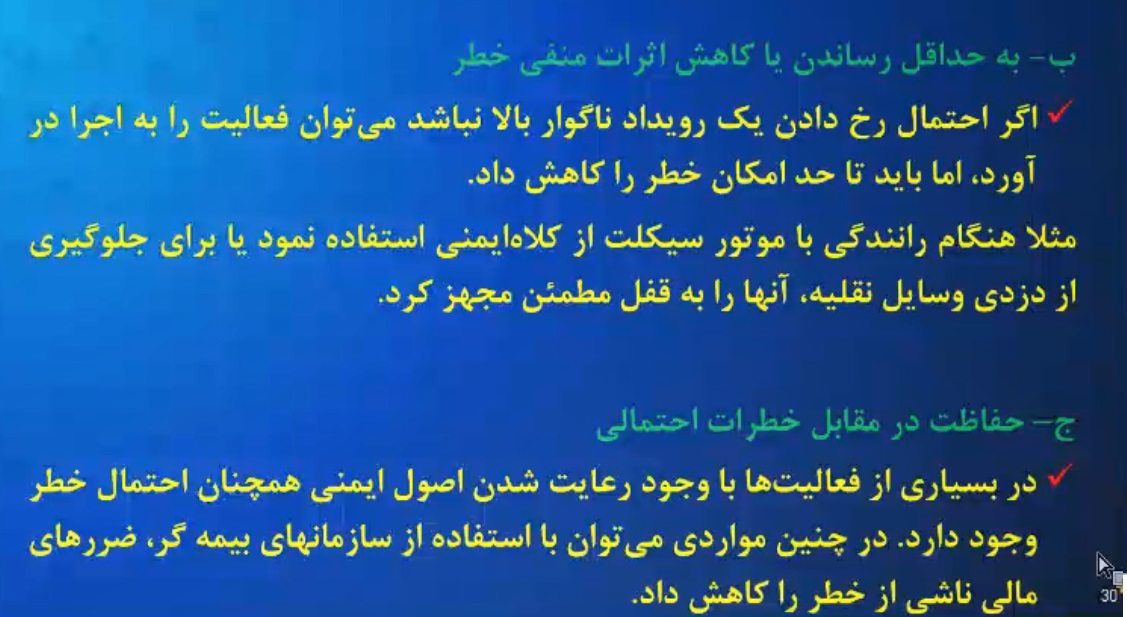 ب- به حداقل رساندن یا کاهش اثرات منفی خطر
✓ اگر احتمال رخ دادن یک رویداد ناگوار بالا نباشد می‌توان فعالیت را به اجرا در
آورد، اما باید تا حد امکان خطر را کاهش داد.
مثلا هنگام رانندگی با موتور سیکلت از کلاه‌ایمنی استفاده نمود یا برای جلوگیری
از دزدی وسایل نقلیه، آنها را به قفل مطمئن مجهز کرد.
ج- حفاظت در مقابل خطرات احتمالی
✓ در بسیاری از فعالیت‌ها با وجود رعایت شدن اصول ایمنی همچنان احتمال خطر
وجود دارد. در چنین مواردی می‌توان با استفاده از سازمانهای بیمه گر، ضررهای
مالی ناشی از خطر را کاهش داد.
30